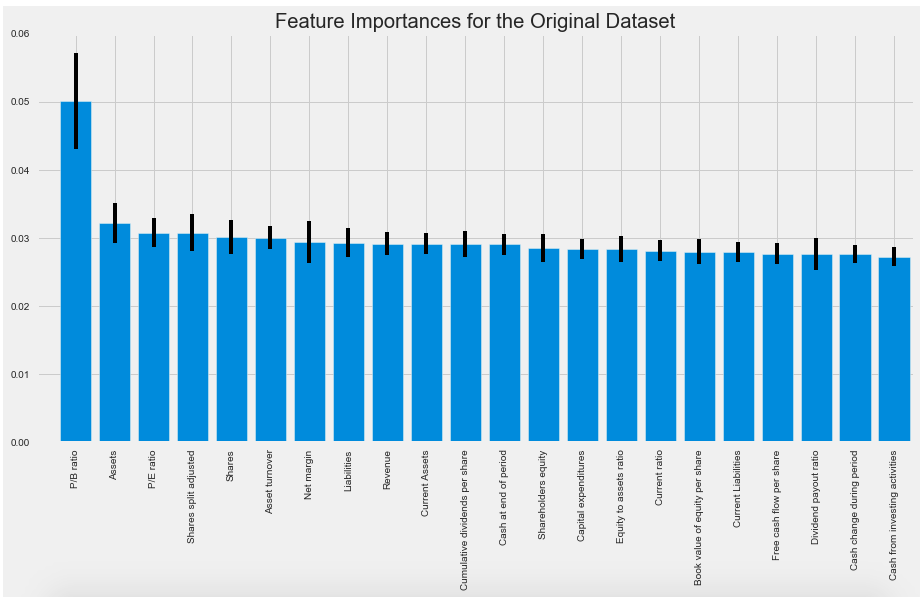 Feature Importances for the Original Dataset
0.06
0.05
0.04
0.03
0.02
0.01
0.00
P/B ratio
Assets
P/E ratio
Shares split adjusted
Shares
Asset turnover
Net margin
Liabilities
Revenue
Current Assets
Cumulative dividends per share
Cash at end of period
Shareholders equity
Capital expenditures
Equity to assets ratio
Current ratio
Book value of equity per share
Current Liabilities
Free cash flow per share
Dividend payout ratio
Cash change during period
Cash from investing activities